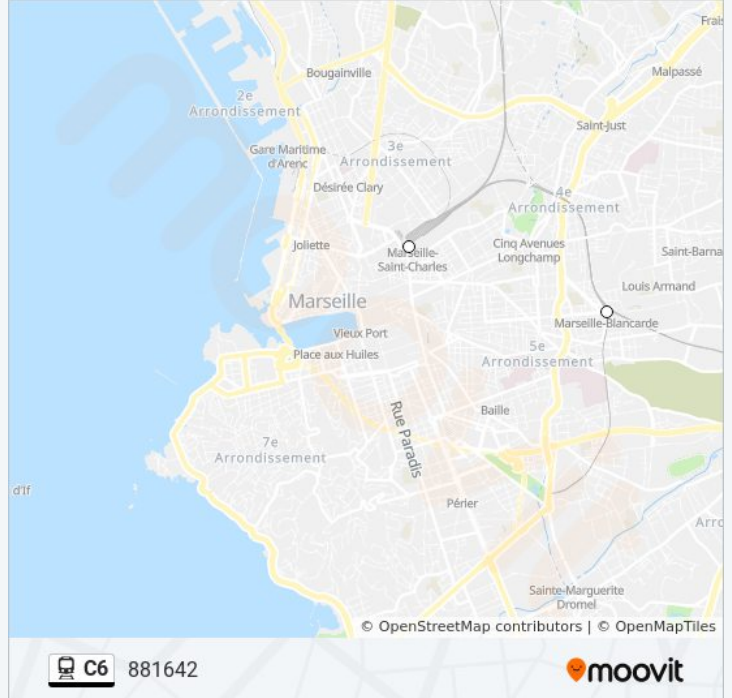 Frais
Bougainville
Malpassé
2e
Arrondissement
Saint-Just
Gare Maritime
d'Arenc
3e
Arrondissement
Désirée Clary
4e
Arrondissement
Joliette
Marseille-
Saint-Charles
Cinq Avenues
Longchamp
Saint-Barna
Louis Armand
Marseille
Marseille-Blancarde
Vieux Port
Place aux Huiles
5e
Arrondissement
Baille
Rue Paradis
7e
Arrondissement
d'If
Périer
Arro
Sainte-Marguerite
Dromel
© OpenStreetMap contributors | © OpenMapTiles
C6 881642
moovit